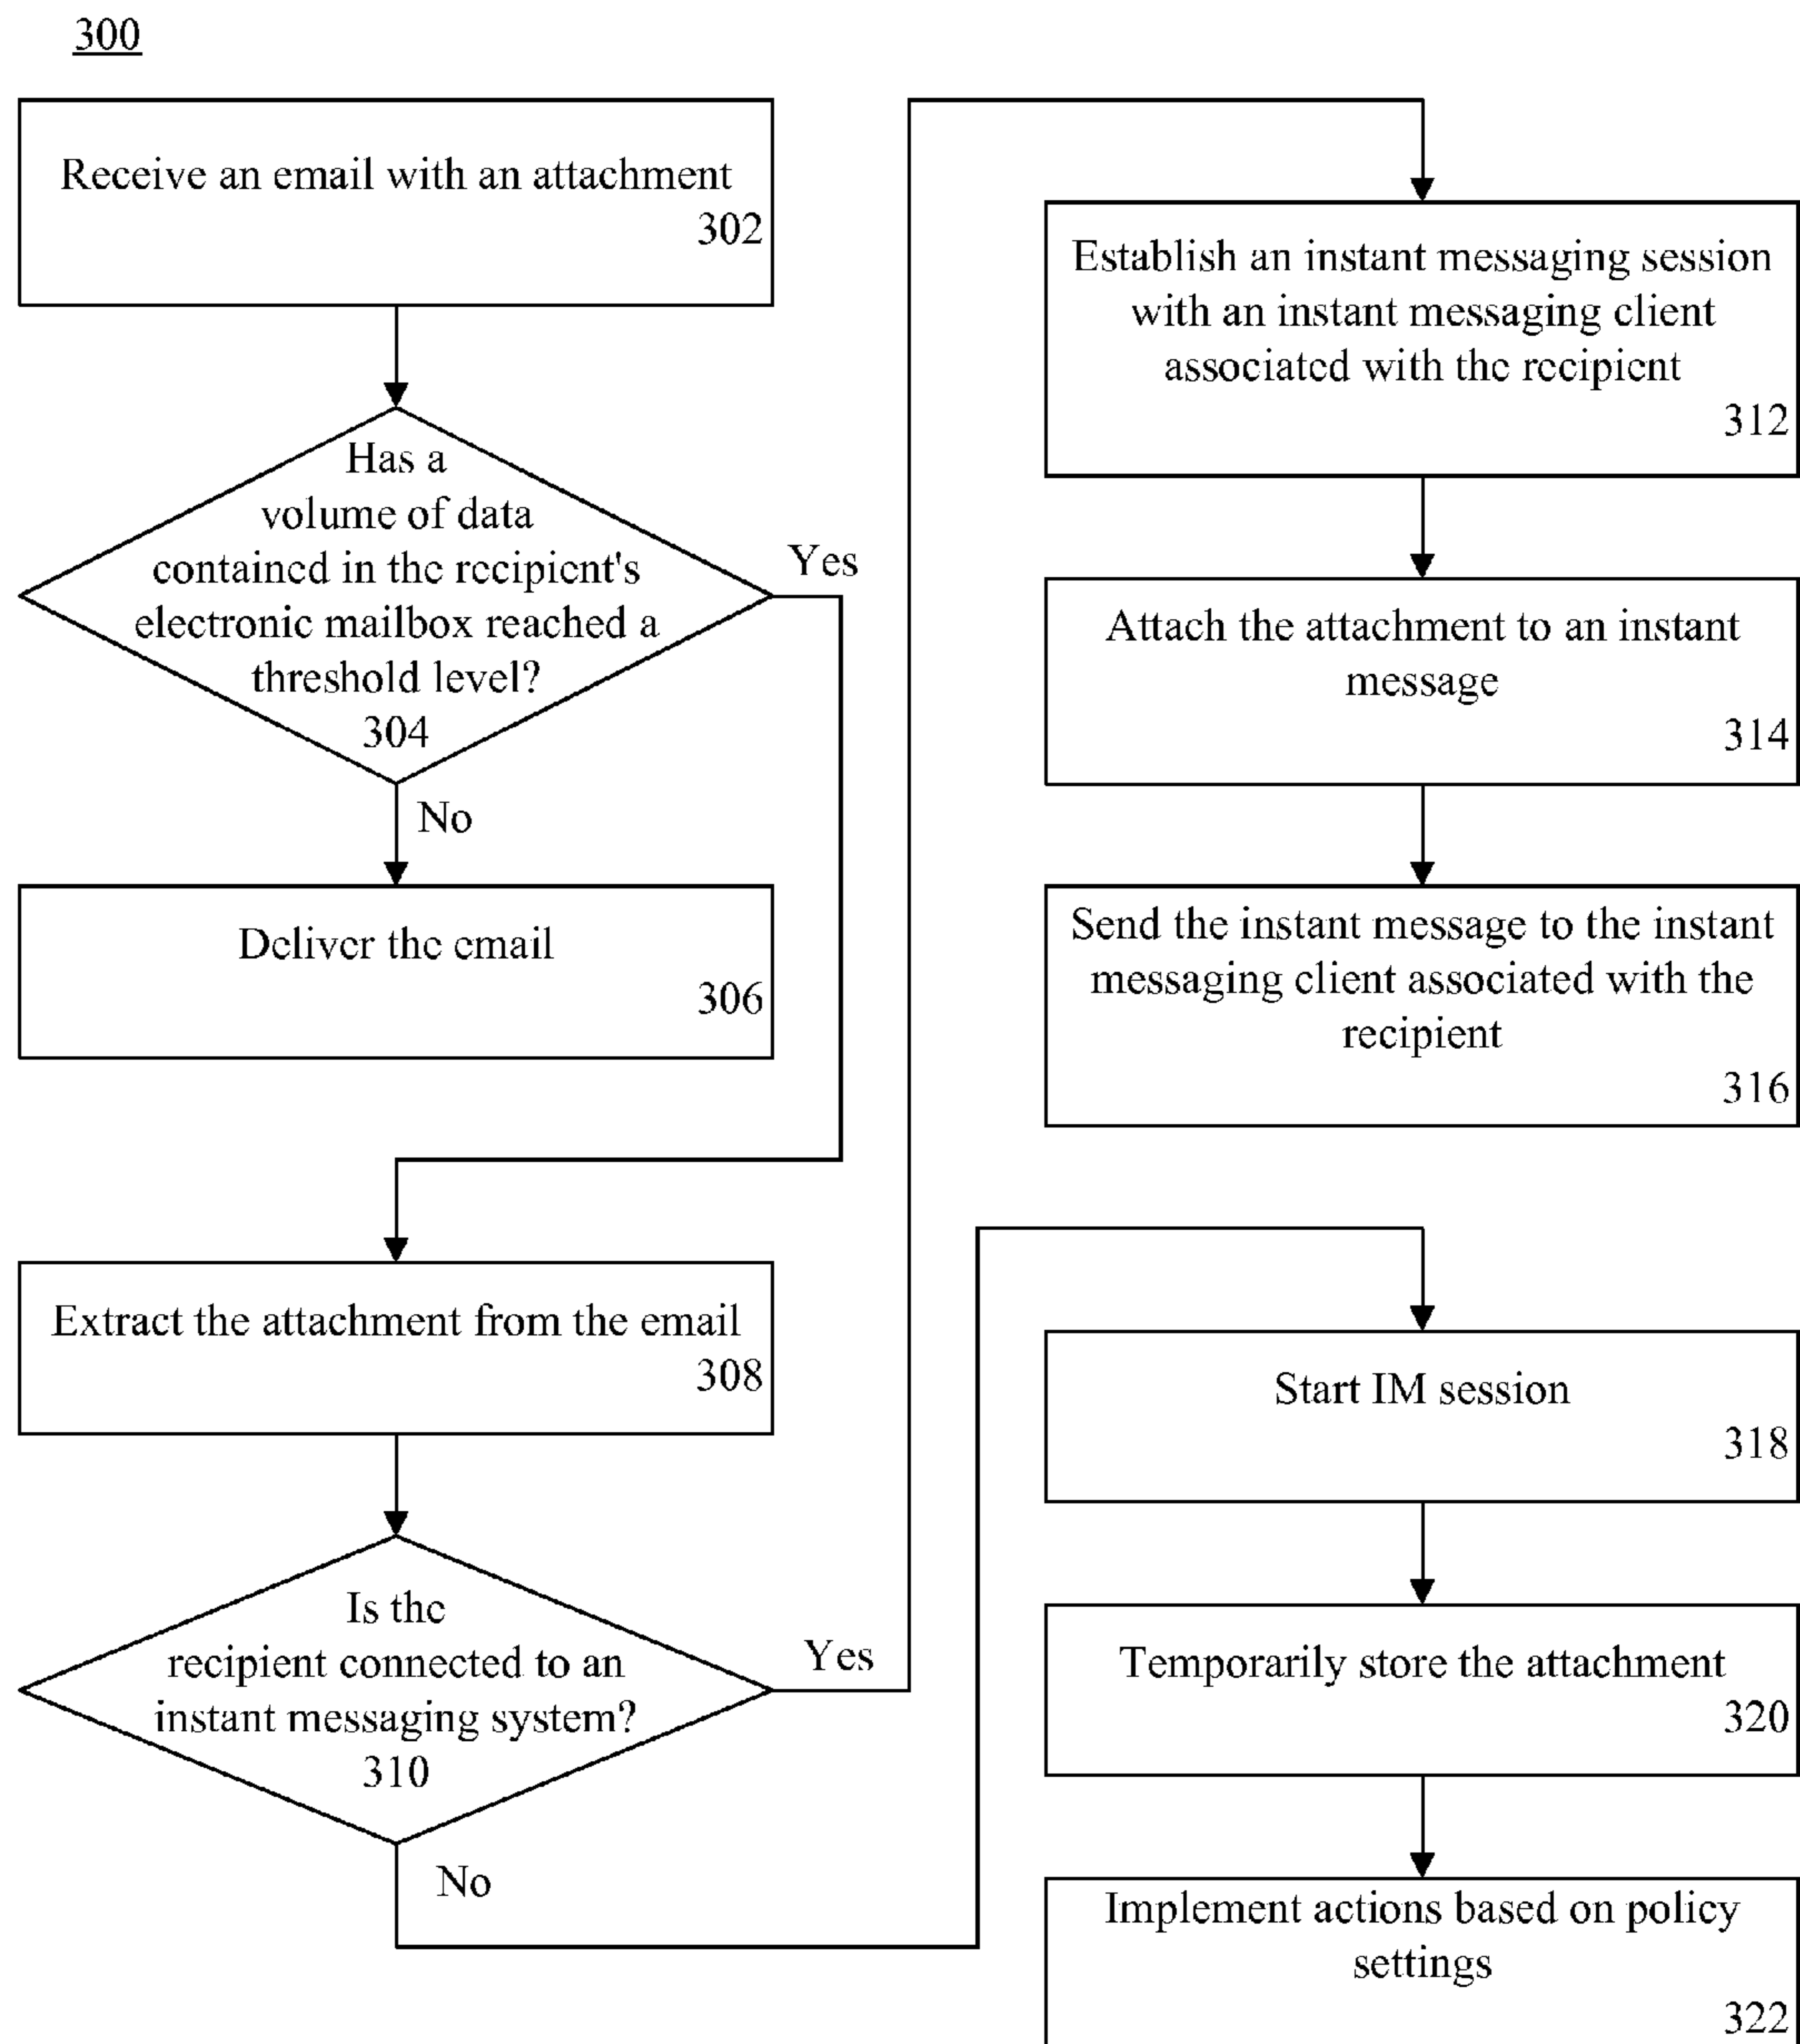 300
Receive an email with an attachment
302
Has a
volume of data
contained in the recipient's
electronic mailbox reached a
threshold level?
304
Yes
No
Deliver the email
306
Extract the attachment from the email
308
Is the
recipient connected to an
instant messaging system?
310
Yes
No
Establish an instant messaging session
with an instant messaging client
associated with the recipient
312
Attach the attachment to an instant
message
314
Send the instant message to the instant
messaging client associated with the
recipient
316
Start IM session
318
Temporarily store the attachment
320
Implement actions based on policy
settings
322